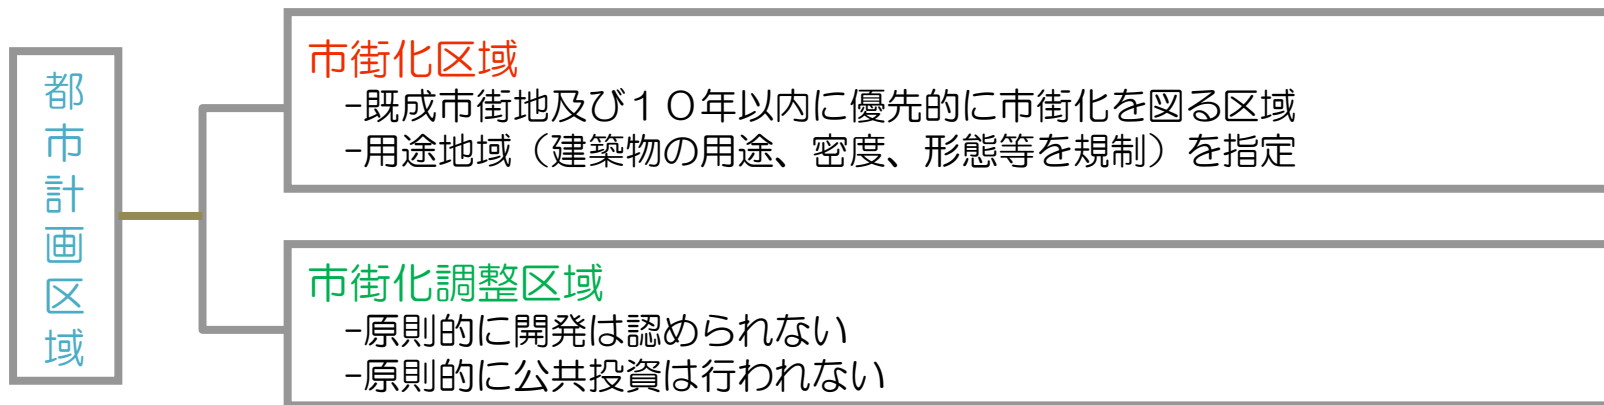 都市計画区域
市街化区域
-既成市街地及び１０年以内に優先的に市街化を図る区域
-用途地域（建築物の用途、密度、形態等を規制）を指定
市街化調整区域
-原則的に開発は認められない
-原則的に公共投資は行われない